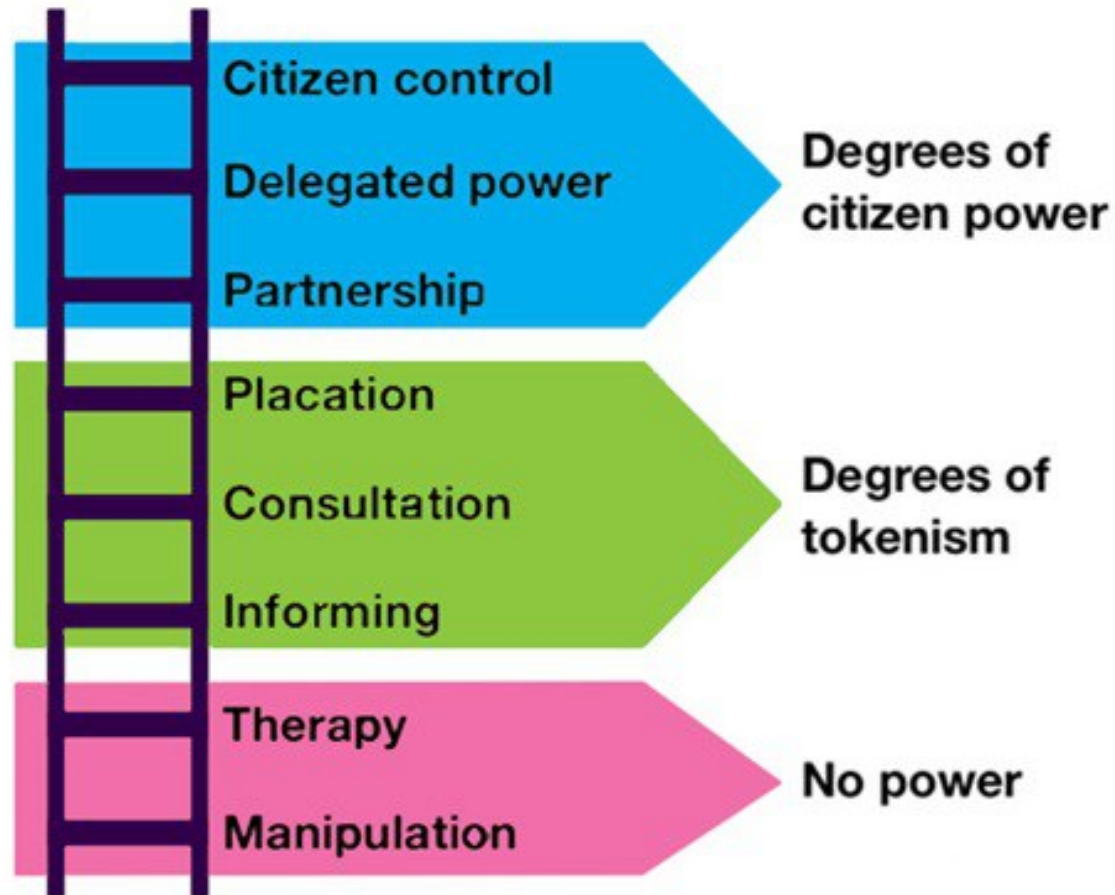 Citizen control
Delegated power
Partnership
Degrees of
citizen power
Placation
Consultation
Informing
Degrees of
tokenism
Therapy
Manipulation
No power